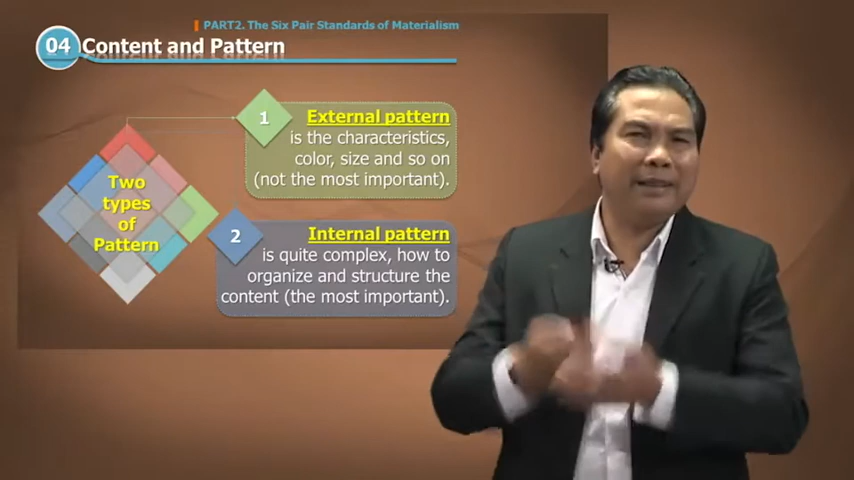 PART2. The Six Pair Standards of Materialism
04 Content and Pattern
Two
types
of
Pattern
1
External pattern
is the characteristics,
color, size and so on
(not the most important).
2
Internal pattern
is quite complex, how to
organize and structure the
content (the most important).